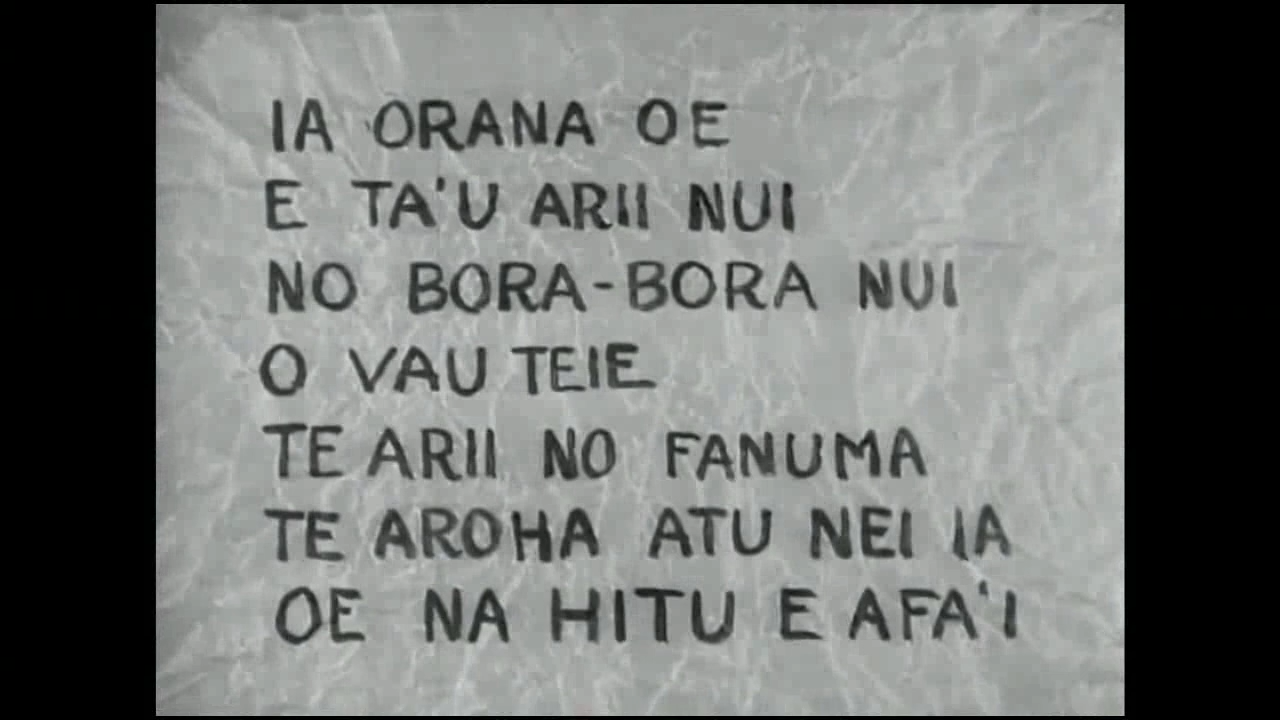 IA ORANA OE
E TA'U ARII NUI
NO BORA-BORA NUI
O VAU TEIE
TE ARII NO FANUMA
TE AROHA ATU NEI IA
OE NA HITU E AFA'I